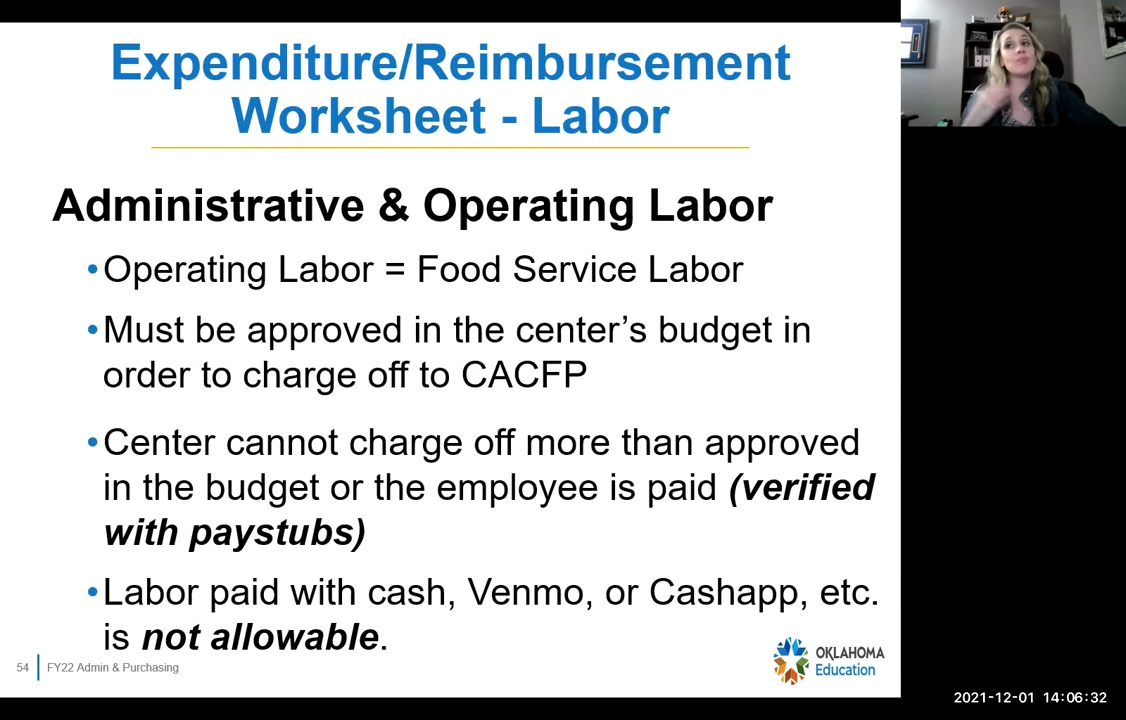 Expenditure/Reimbursement
Worksheet - Labor
Administrative & Operating Labor
•Operating Labor = Food Service Labor
•Must be approved in the center’s budget in
order to charge off to CACFP
•Center cannot charge off more than approved
in the budget or the employee is paid (verified
with paystubs)
•Labor paid with cash, Venmo, or Cashapp, etc.
is not allowable.
54 FY22 Admin & Purchasing
OKLAHOMA
Education
2021-12-01 14:06:32